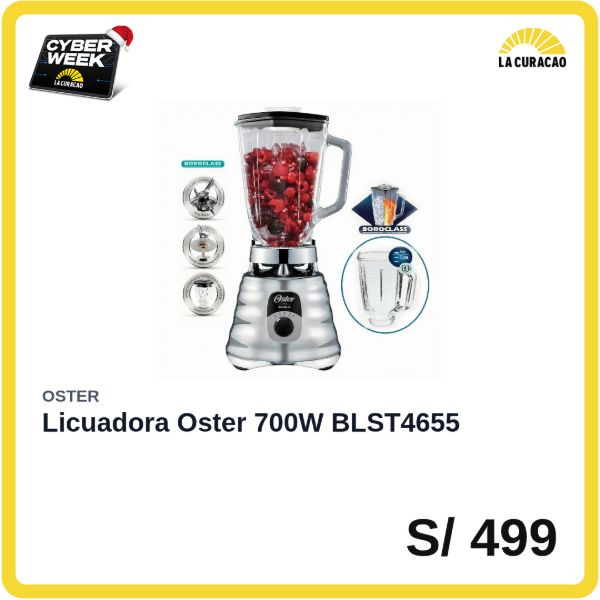 CYBER
WEEK
LA CURACAO
LA CURACAO
BOROCLASS
BOROCLASS
Oster
OSTER
Licuadora Oster 700W BLST4655
S/ 499